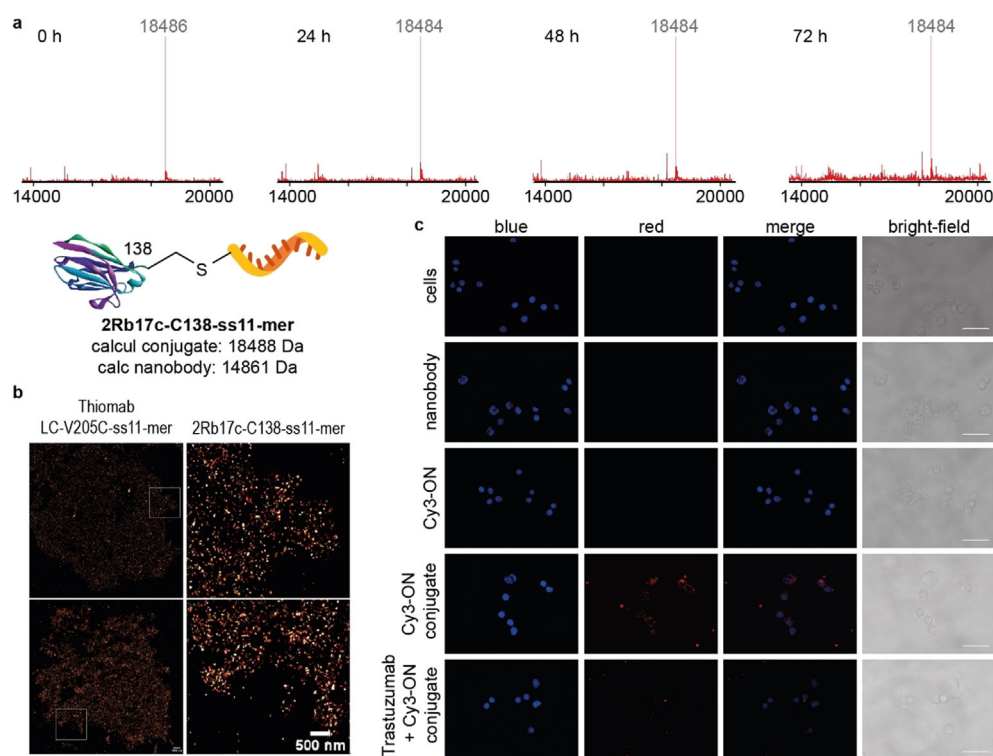 a
0 h
18486
24 h
18484
48 h
18484
72 h
18484
14000 20000
14000 20000
14000 20000
14000 20000
138
S
2Rb17c-C138-ss11-mer
calcul conjugate: 18488 Da
calc nanobody: 14861 Da
b
Thiomab
LC-V205C-ss11-mer
2Rb17c-C138-ss11-mer
500 nm
c
blue red merge bright-field
cells
nanobody
Cy3-ON
Cy3-ON
conjugate
Trastuzumab
+ Cy3-ON
conjugate